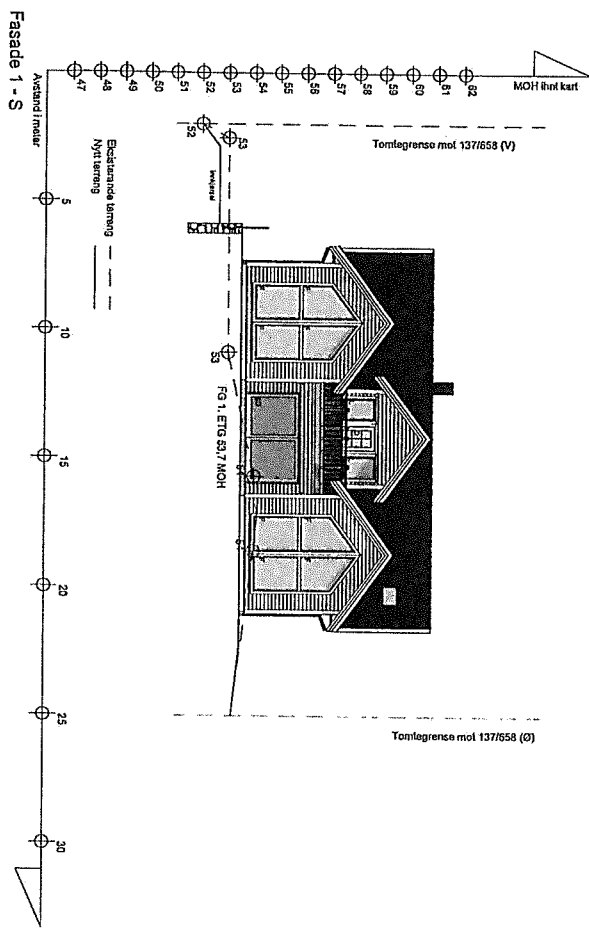 MOH ihht kart
62
61
60
59
58
57
56
55
54
53
52
51
50
49
48
47
Tomtegrense mot 137/658 (V)
Tomtegrense mot 137/658 (Ø)
53
52
Innkjørsel
53
FG 1. ETG 53,7 MOH
Eksisterande terreng
Nytt terreng
Avstand i meter
5
10
15
20
25
30
Fasade 1 - S